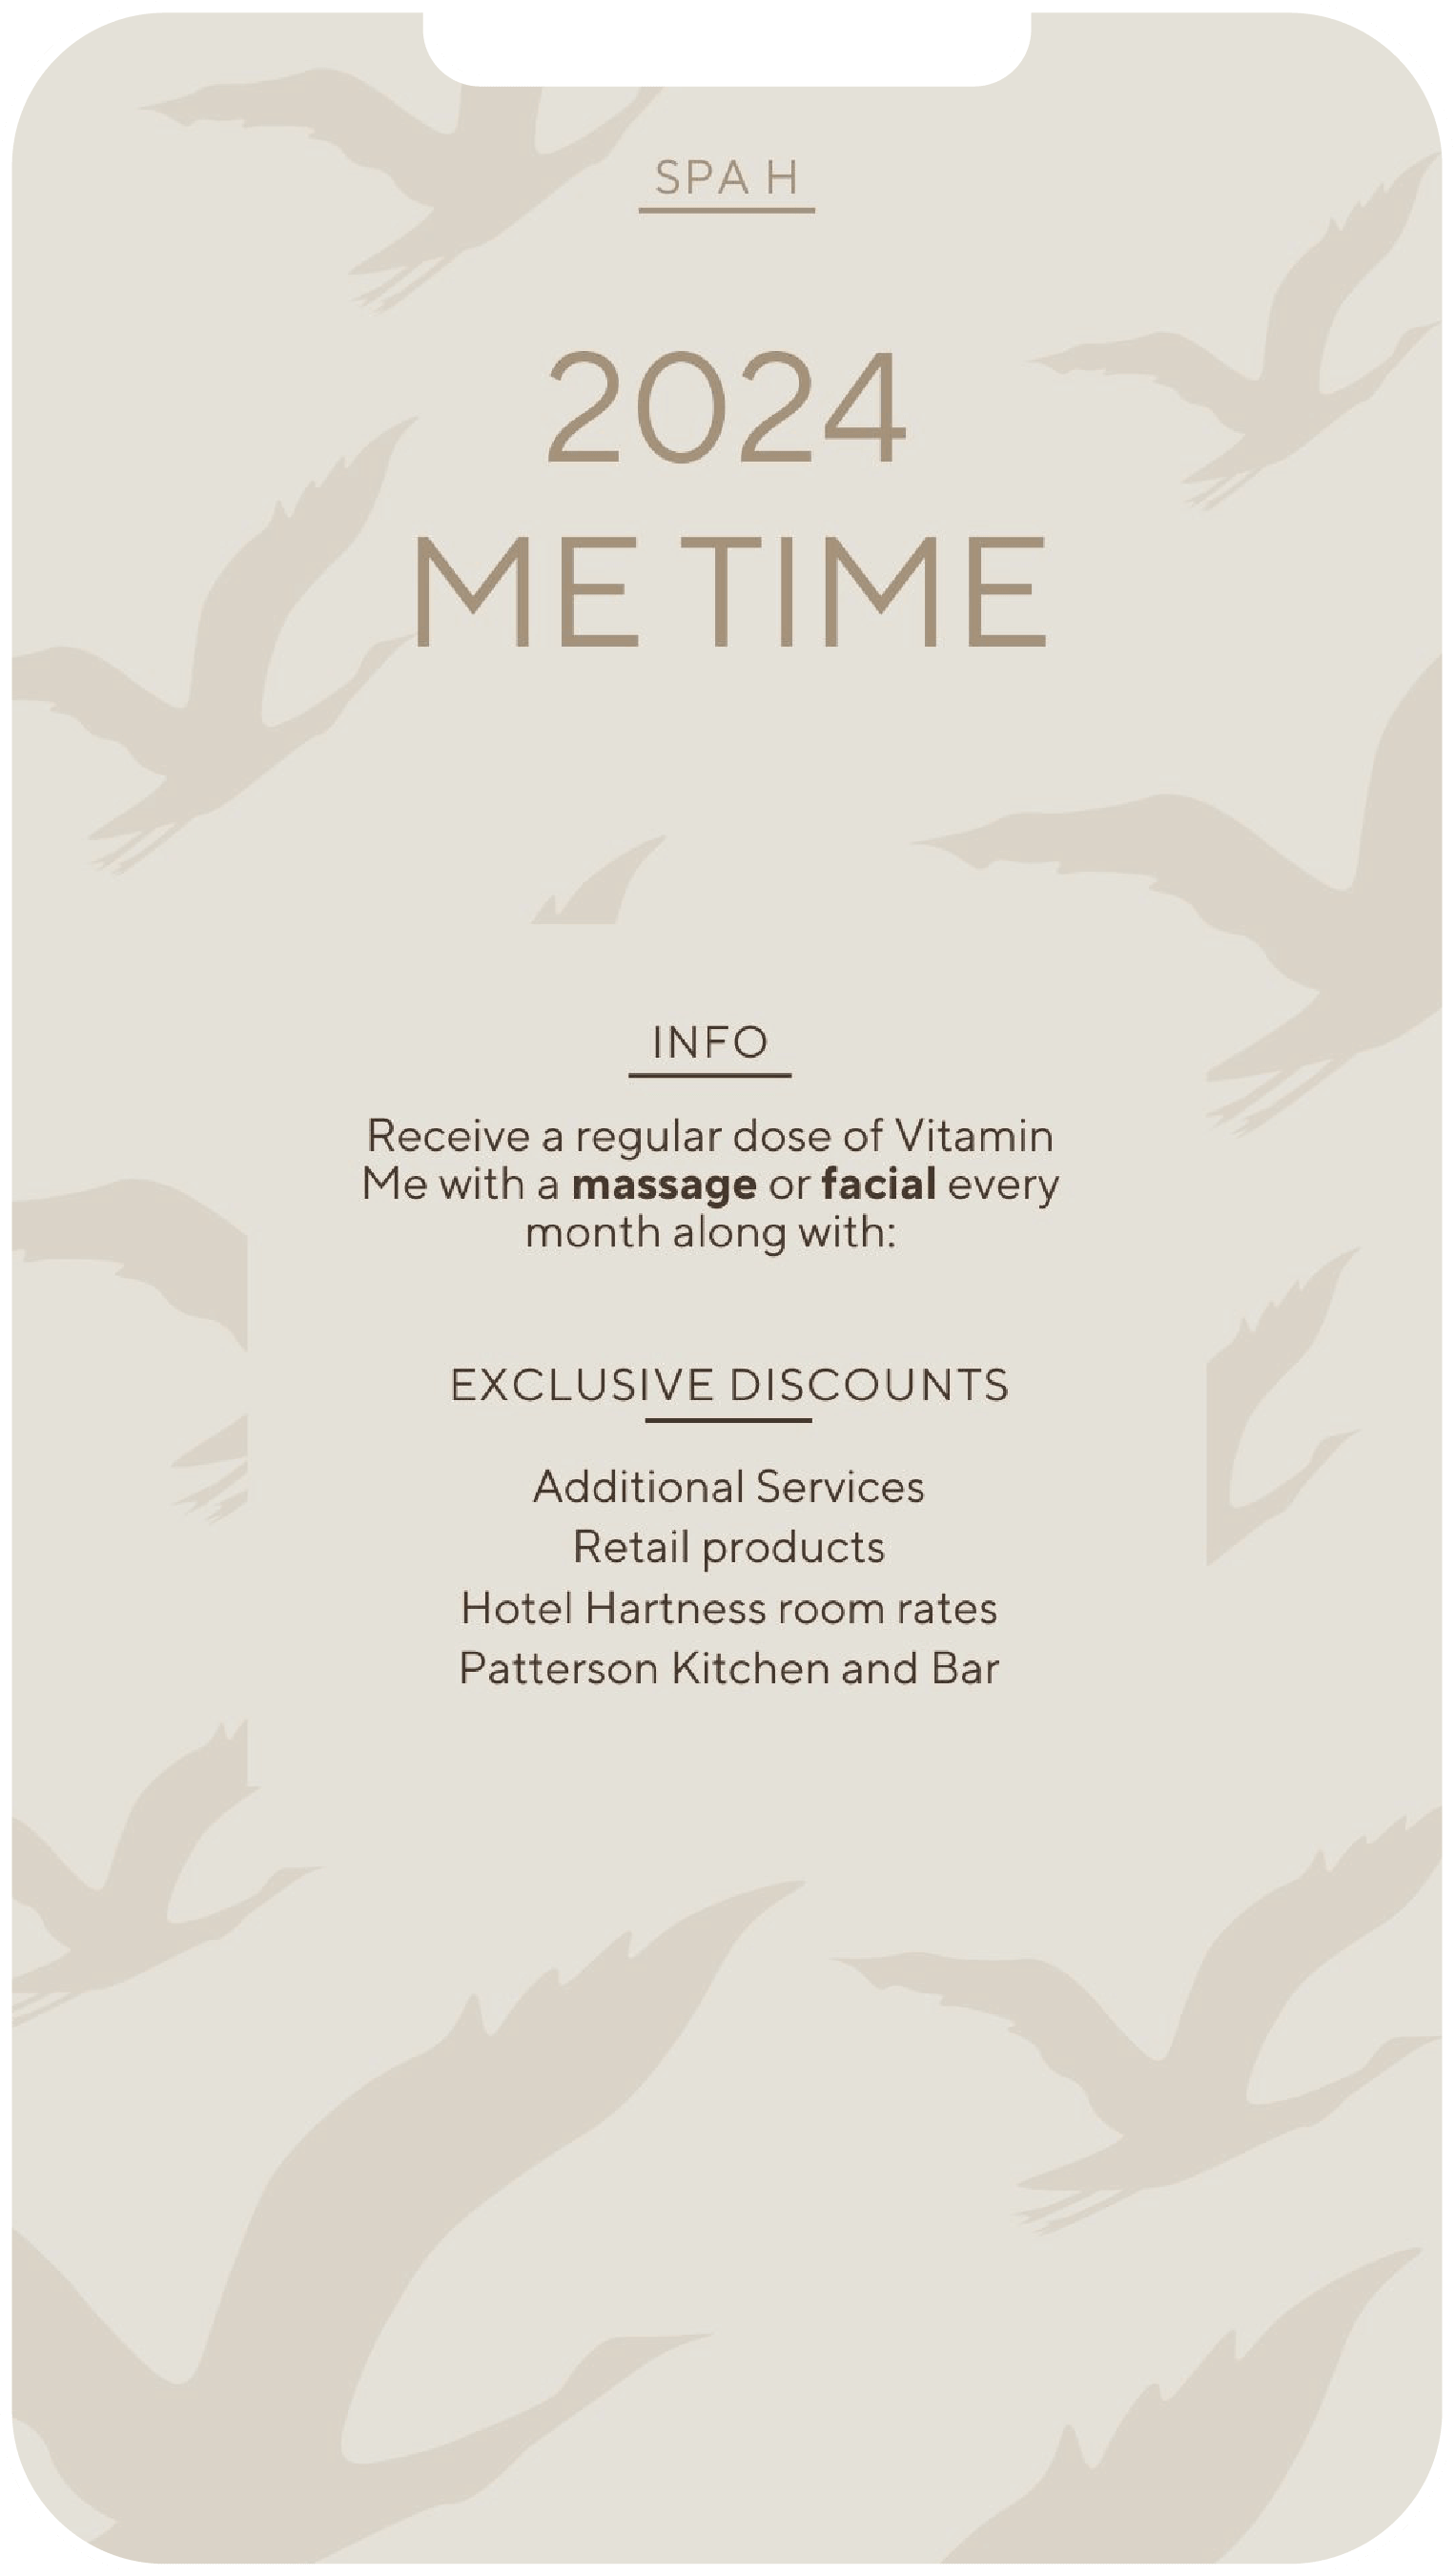 SPA H
2024
ME TIME
INFO
Receive a regular dose of Vitamin
Me with a massage or facial every
month along with:
EXCLUSIVE DISCOUNTS
Additional Services
Retail products
Hotel Hartness room rates
Patterson Kitchen and Bar